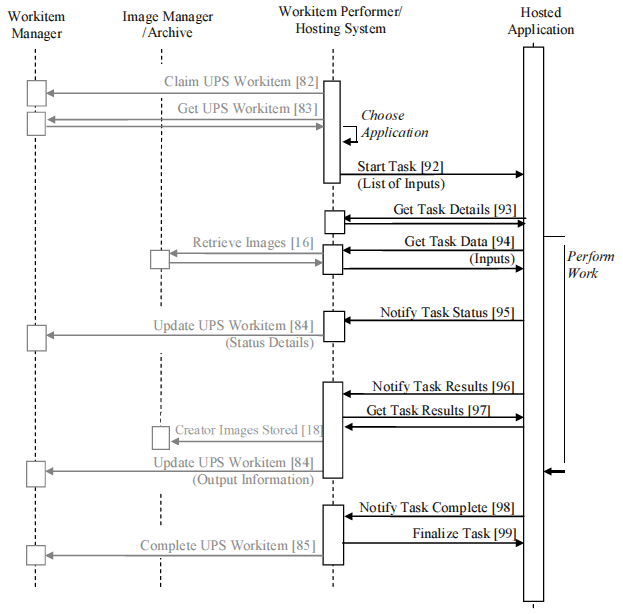 Workitem
Manager
Image Manager
/Archive
Workitem Performer/
Hosting System
Hosted
Application
Claim UPS Workitem [82]
Get UPS Workitem [83]
Choose
Application
Start Task [92]
(List of Inputs)
Get Task Details [93]
Retrieve Images [16]
Get Task Data [94]
(Inputs)
Perform
Work
Notify Task Status [95]
Update UPS Workitem [84]
(Status Details)
Notify Task Results [96]
Get Task Results [97]
Creator Images Stored [18]
Update UPS Workitem [84]
(Output Information)
Notify Task Complete [98]
Finalize Task [99]
Complete UPS Workitem [85]